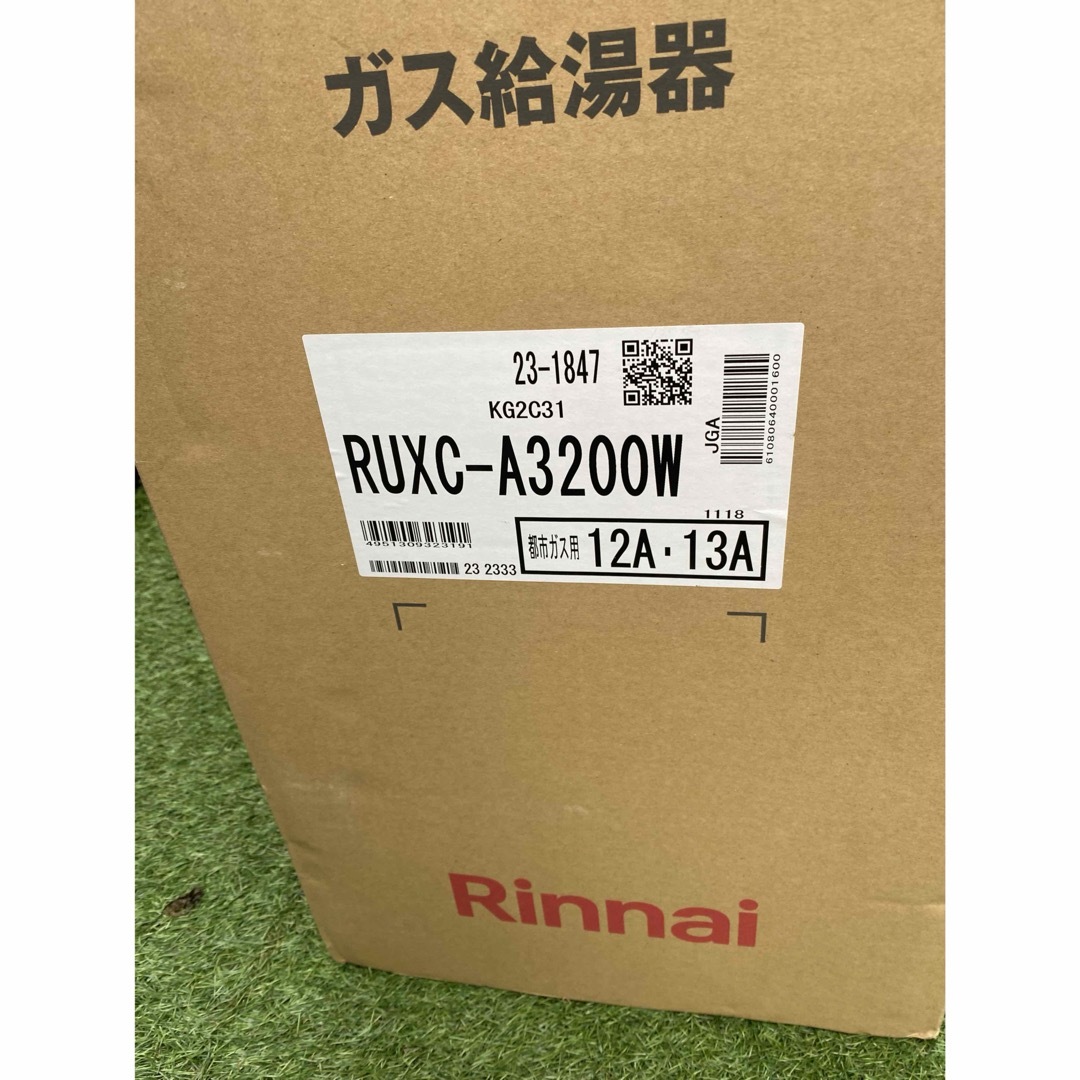 ガス給湯器
23-1847
KG2C31
RUXC-A3200W
JGA
61080640001600
1118
4951309323191
都市ガス用 12A・13A
23 2333
Rinnai